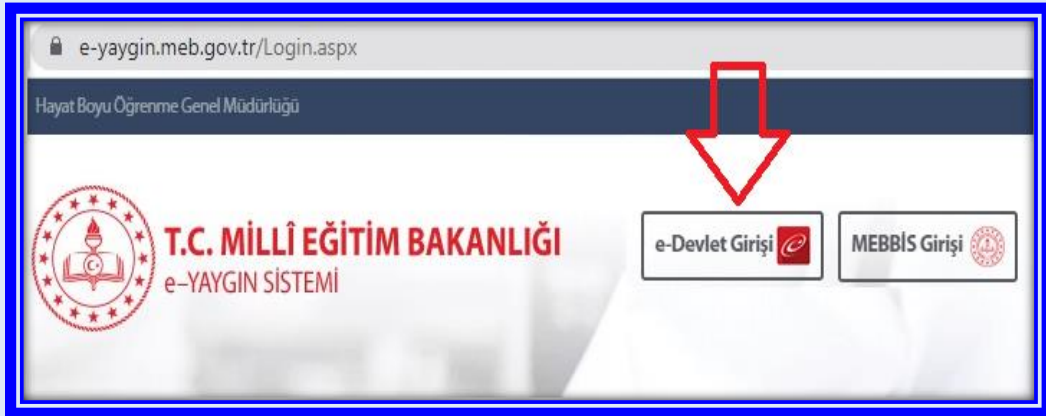 e-yaygin.meb.gov.tr/Login.aspx
Hayat Boyu Öğrenme Genel Müdürlüğü
T.C. MİLLÎ EĞİTİM BAKANLIĞI
e-YAYGIN SİSTEMİ
e-Devlet Girişi
MEBBİS Girişi